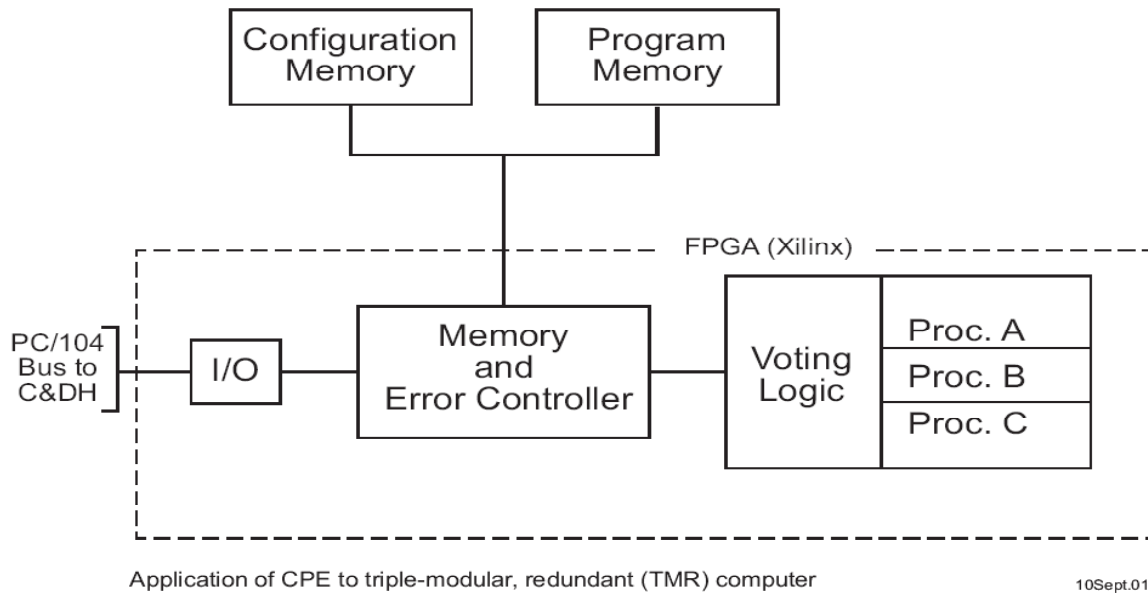 Configuration
Memory
Program
Memory
FPGA (Xilinx)
PC/104
Bus to
C&DH
I/O
Memory
and
Error Controller
Voting
Logic
Proc. A
Proc. B
Proc. C
Application of CPE to triple-modular, redundant (TMR) computer
10Sept.01